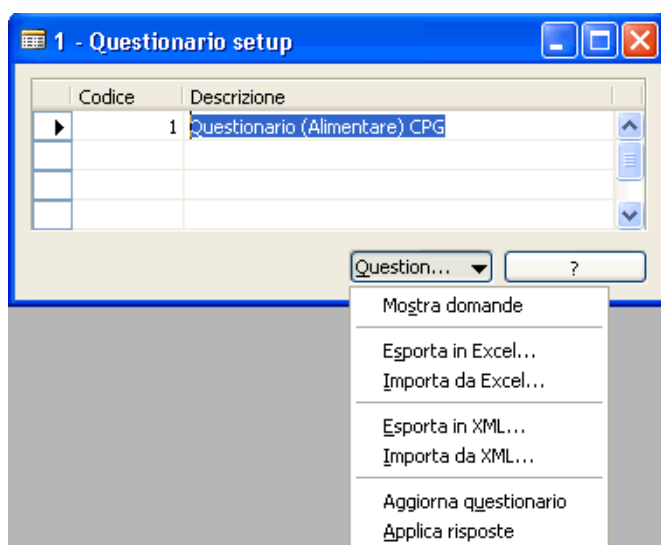 1 - Questionario setup
Codice Descrizione
1 Questionario (Alimentare) CPG
Question... ?
Mostra domande
Esporta in Excel...
Importa da Excel...
Esporta in XML...
Importa da XML...
Aggiorna questionario
Applica risposte